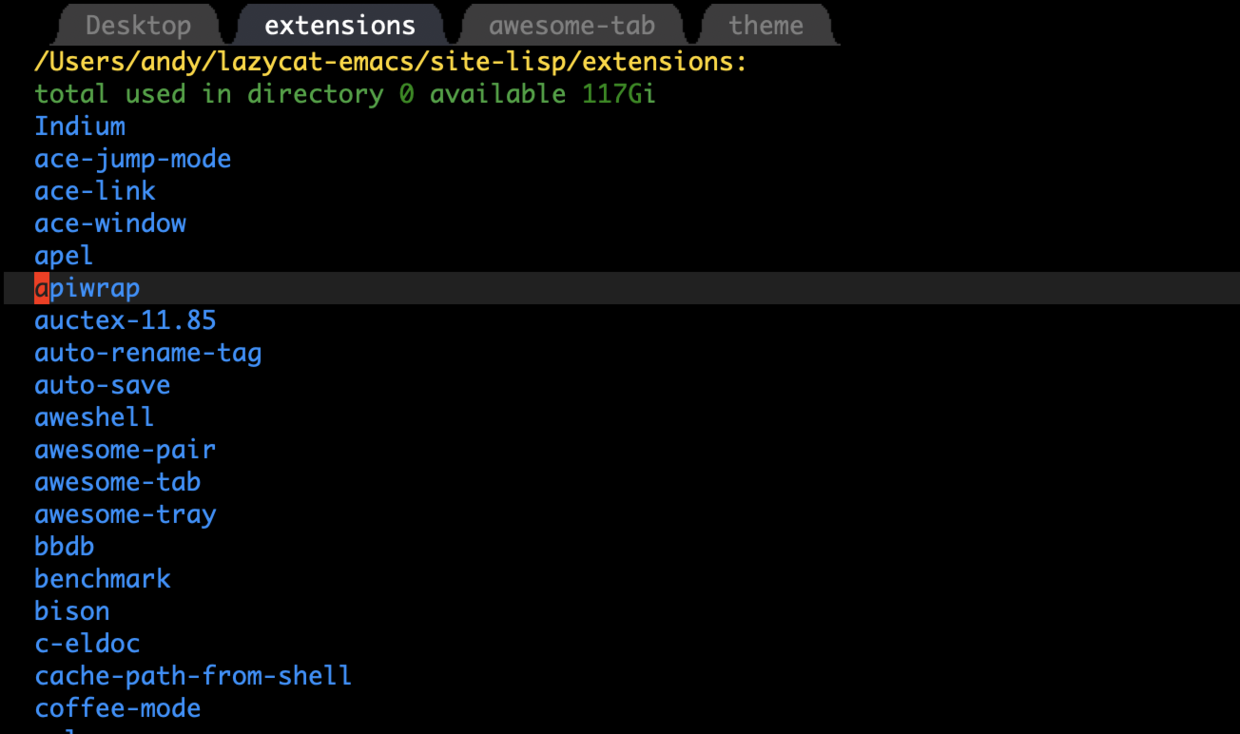 Desktop extensions awesome-tab theme
/Users/andy/lazycat-emacs/site-lisp/extensions:
total used in directory 0 available 117Gi
Indium
ace-jump-mode
ace-link
ace-window
apel
apiwrap
auctex-11.85
auto-rename-tag
auto-save
aweshell
awesome-pair
awesome-tab
awesome-tray
bbdb
benchmark
bison
c-eldoc
cache-path-from-shell
coffee-mode